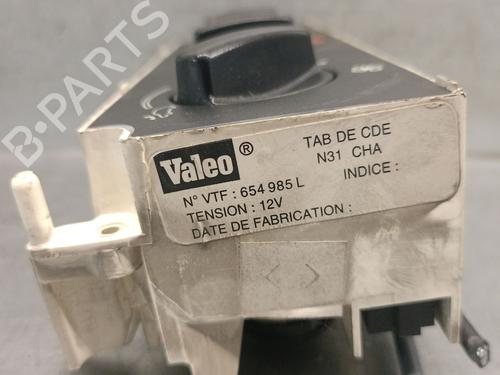 B-PARTS
Valeo ®
TAB DE CDE
N31 CHA
N° VTF : 654 985 L
INDICE :
TENSION : 12V
DATE DE FABRICATION :